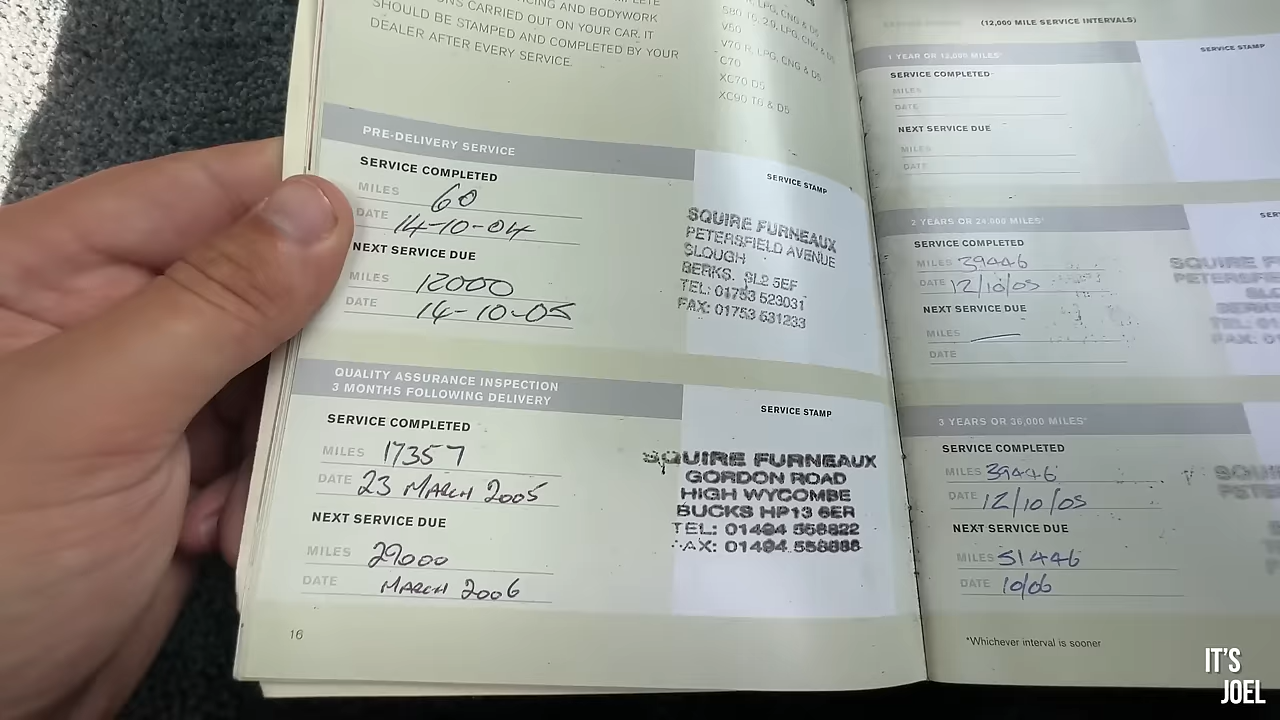 SHOULD BE STAMPED AND COMPLETED BY YOUR
DEALER AFTER EVERY SERVICE.
V50
V70 R, LPG, CNG & D5
C70
XC70 D5
XC90 T6 & D5
PRE-DELIVERY SERVICE
SERVICE COMPLETED
MILES 60
DATE 14-10-04
NEXT SERVICE DUE
MILES 12000
DATE 14-10-05
SERVICE STAMP
SQUIRE FURNEAUX
PETERSFIELD AVENUE
SLOUGH
BERKS. SL2 5EF
TEL: 01753 523031
FAX: 01753 531233
QUALITY ASSURANCE INSPECTION
3 MONTHS FOLLOWING DELIVERY
SERVICE COMPLETED
MILES 17357
DATE 23 MARCH 2005
NEXT SERVICE DUE
MILES 29000
DATE MARCH 2006
SERVICE STAMP
SQUIRE FURNEAUX
GORDON ROAD
HIGH WYCOMBE
BUCKS HP13 6ER
TEL: 01494
FAX: 01494
16
(12,000 MILE SERVICE INTERVALS)
1 YEAR OR 12,000 MILES*
SERVICE COMPLETED
MILES
DATE
NEXT SERVICE DUE
MILES
DATE
SERVICE STAMP
2 YEARS OR 24,000 MILES*
SERVICE COMPLETED
MILES 39446
DATE 12/10/05
NEXT SERVICE DUE
MILES —
DATE
SQUIRE
3 YEARS OR 36,000 MILES*
SERVICE COMPLETED
MILES 39446
DATE 12/10/05
NEXT SERVICE DUE
MILES 51446
DATE 10/06
*Whichever interval is sooner
IT'S
JOEL